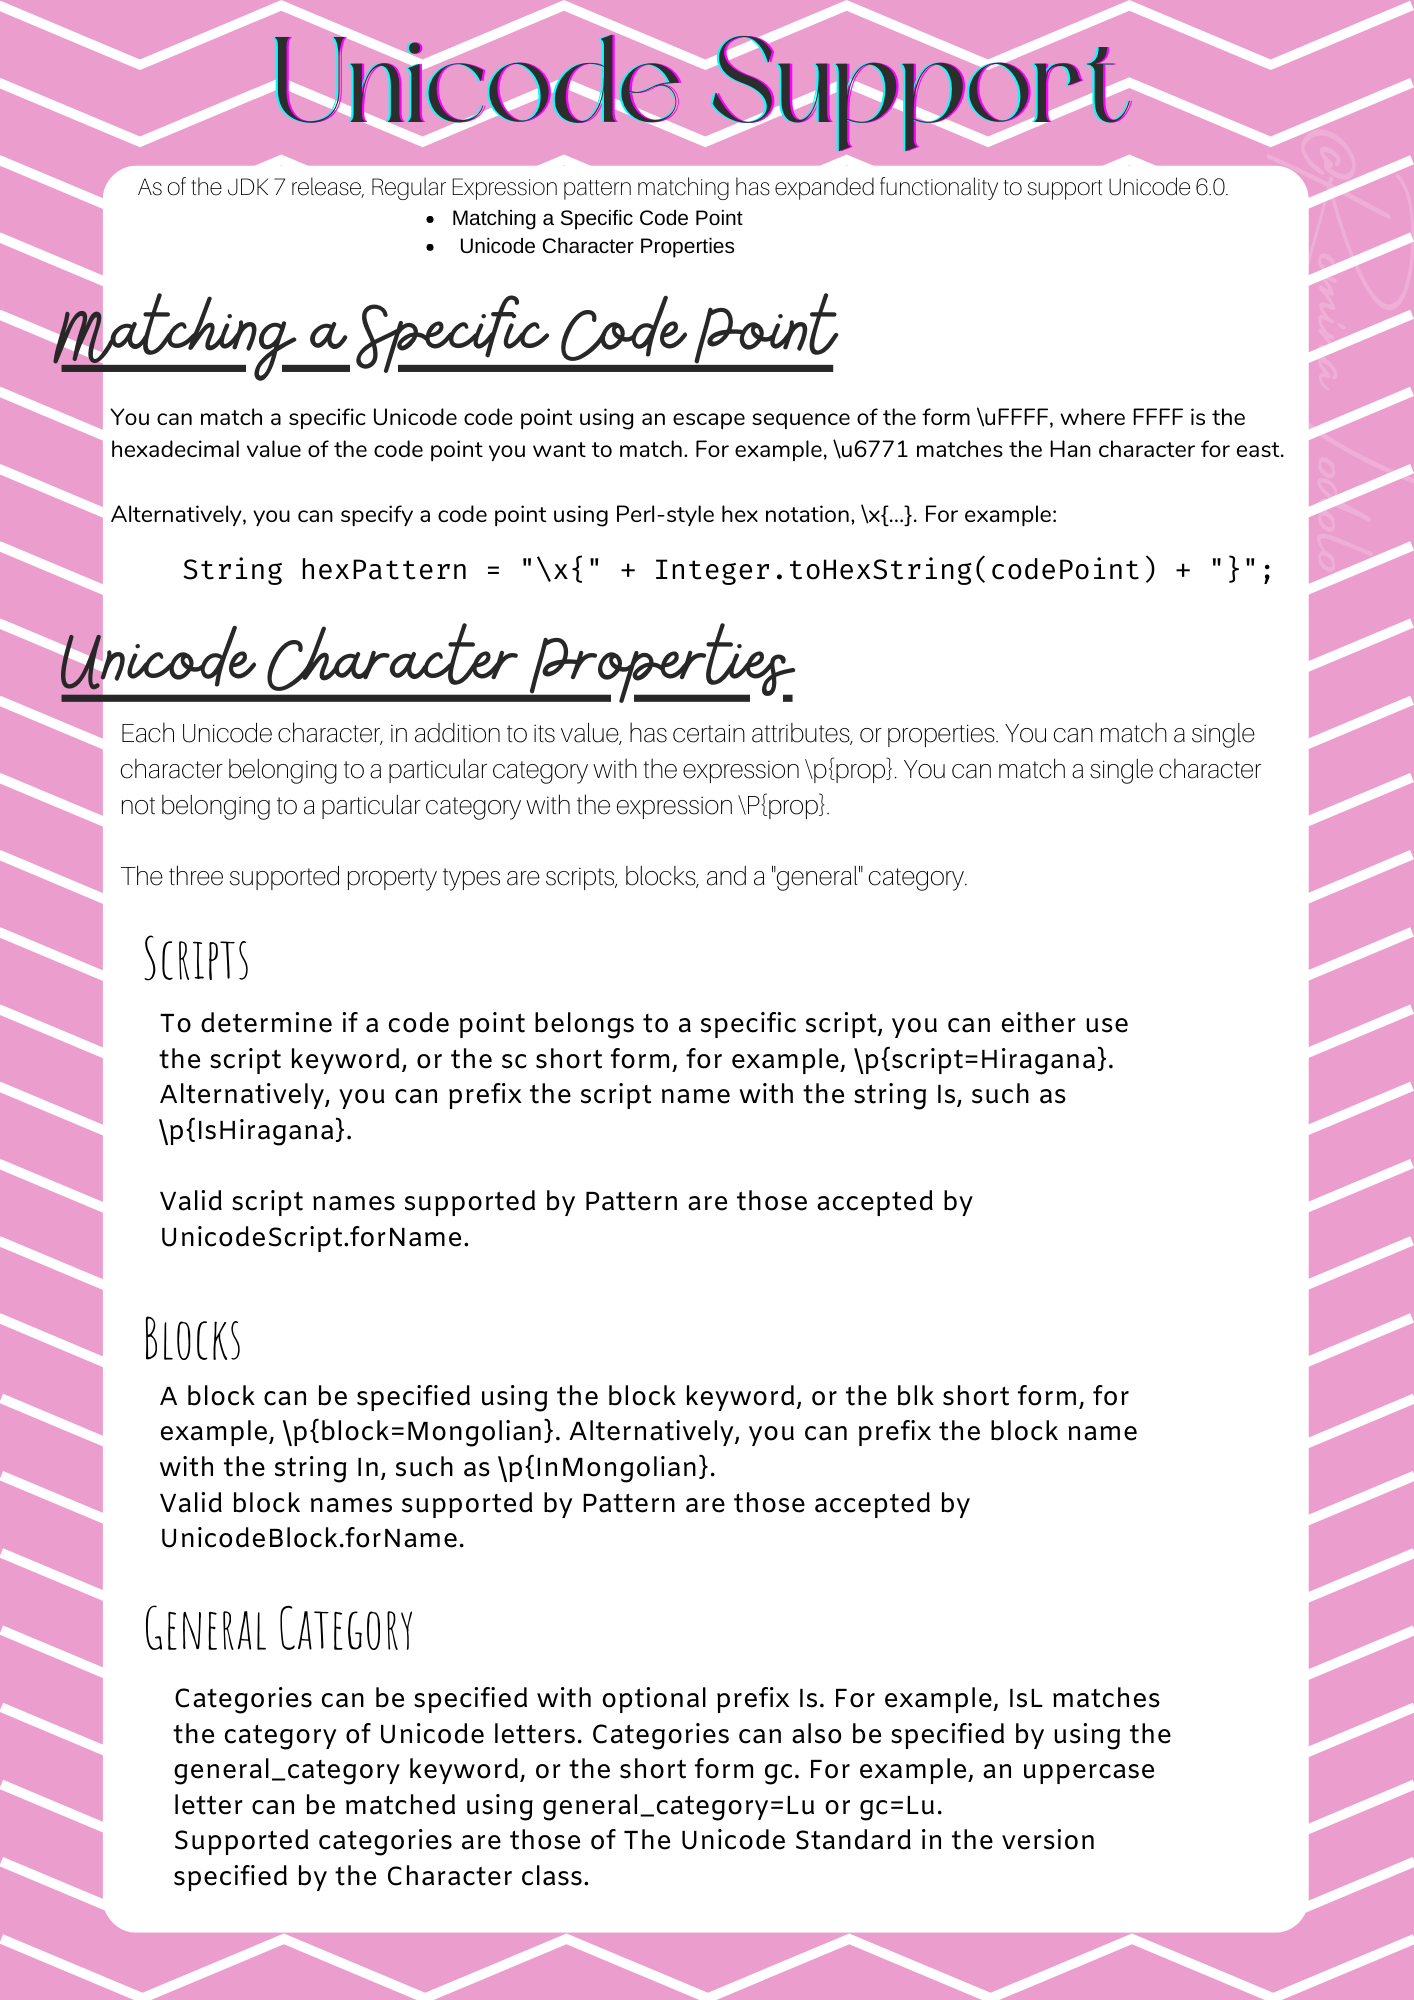 Unicode Support
As of the JDK 7 release, Regular Expression pattern matching has expanded functionality to support Unicode 6.0.
• Matching a Specific Code Point
• Unicode Character Properties
Matching a Specific Code Point
You can match a specific Unicode code point using an escape sequence of the form \uFFFF, where FFFF is the
hexadecimal value of the code point you want to match. For example, \u6771 matches the Han character for east.
Alternatively, you can specify a code point using Perl-style hex notation, \x{...}. For example:
String hexPattern = "\x{" + Integer.toHexString(codePoint) + "}";
Unicode Character Properties
Each Unicode character, in addition to its value, has certain attributes, or properties. You can match a single
character belonging to a particular category with the expression \p{prop}. You can match a single character
not belonging to a particular category with the expression \P{prop}.
The three supported property types are scripts, blocks, and a "general" category.
Scripts
To determine if a code point belongs to a specific script, you can either use
the script keyword, or the sc short form, for example, \p{script=Hiragana}.
Alternatively, you can prefix the script name with the string Is, such as
\p{IsHiragana}.
Valid script names supported by Pattern are those accepted by
UnicodeScript.forName.
Blocks
A block can be specified using the block keyword, or the blk short form, for
example, \p{block=Mongolian}. Alternatively, you can prefix the block name
with the string In, such as \p{InMongolian}.
Valid block names supported by Pattern are those accepted by
UnicodeBlock.forName.
General Category
Categories can be specified with optional prefix Is. For example, IsL matches
the category of Unicode letters. Categories can also be specified by using the
general_category keyword, or the short form gc. For example, an uppercase
letter can be matched using general_category=Lu or gc=Lu.
Supported categories are those of The Unicode Standard in the version
specified by the Character class.